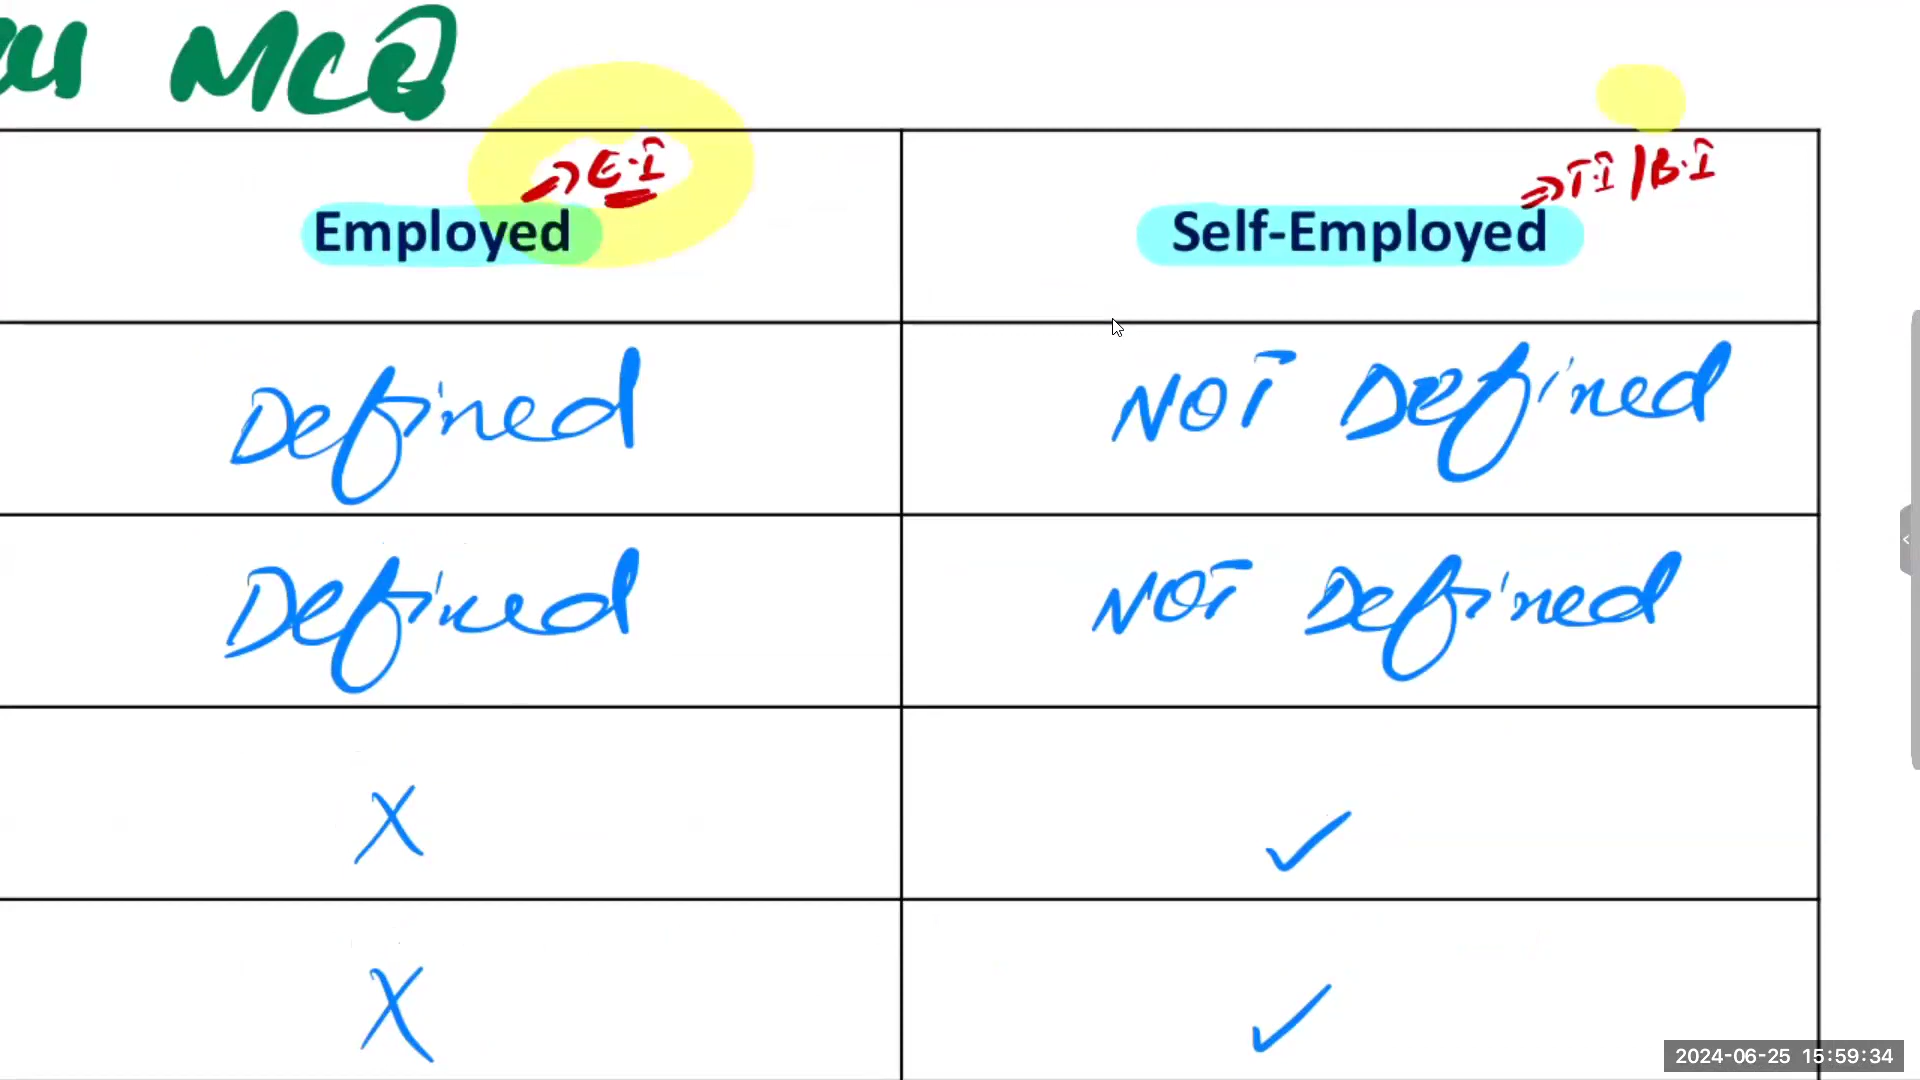 MCQ
→ E.I
Employed
⇒ T.I / B.I
Self-Employed
Defined
NOT Defined
Defined
NOT Defined
X
✓
X
✓
2024-06-25 15:59:34